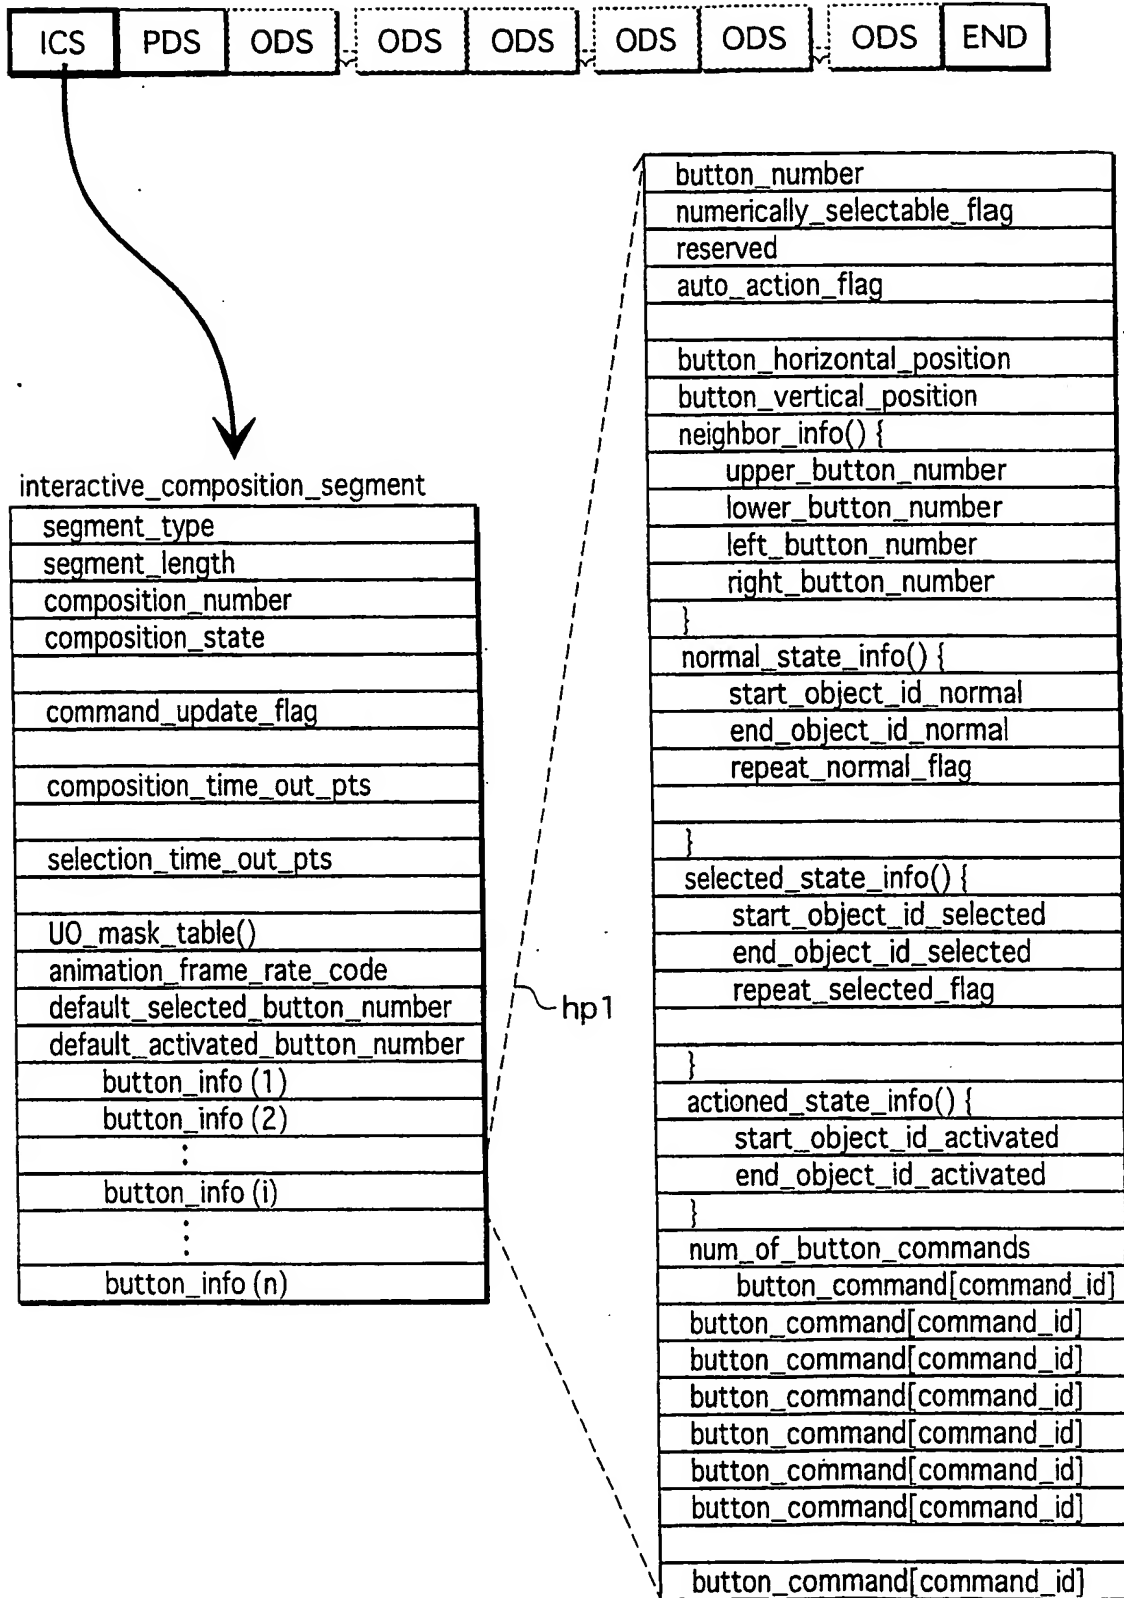 ICS PDS ODS ODS ODS ODS ODS ODS END
interactive_composition_segment
segment_type
segment_length
composition_number
composition_state
command_update_flag
composition_time_out_pts
selection_time_out_pts
UO_mask_table()
animation_frame_rate_code
default_selected_button_number
default_activated_button_number
button_info (1)
button_info (2)
⋮
button_info (i)
⋮
button_info (n)
hp1
button_number
numerically_selectable_flag
reserved
auto_action_flag
button_horizontal_position
button_vertical_position
neighbor_info() {
upper_button_number
lower_button_number
left_button_number
right_button_number
}
normal_state_info() {
start_object_id_normal
end_object_id_normal
repeat_normal_flag
}
selected_state_info() {
start_object_id_selected
end_object_id_selected
repeat_selected_flag
}
actioned_state_info() {
start_object_id_activated
end_object_id_activated
}
num_of_button_commands
button_command[command_id]
button_command[command_id]
button_command[command_id]
button_command[command_id]
button_command[command_id]
button_command[command_id]
button_command[command_id]
button_command[command_id]